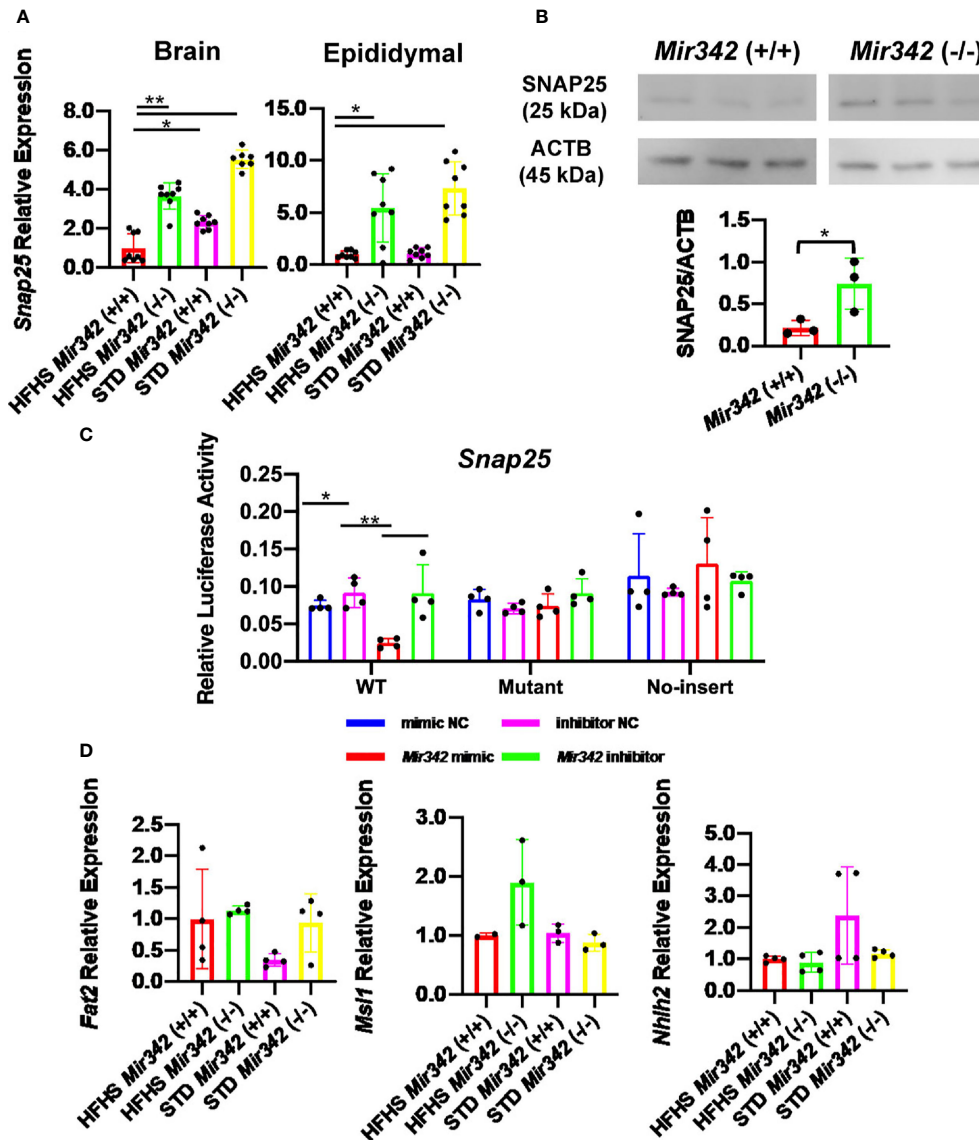 A
Brain
Epididymal
Snap25 Relative Expression
8.0
6.0
4.0
2.0
0.0
**
*
15.0
10.0
5.0
0.0
*
HFHS Mir342 (+/+)
HFHS Mir342 (-/-)
STD Mir342 (+/+)
STD Mir342 (-/-)
HFHS Mir342 (+/+)
HFHS Mir342 (-/-)
STD Mir342 (+/+)
STD Mir342 (-/-)
B
Mir342 (+/+)
Mir342 (-/-)
SNAP25
(25 kDa)
ACTB
(45 kDa)
SNAP25/ACTB
1.5
1.0
0.5
0.0
*
Mir342 (+/+)
Mir342 (-/-)
C
Snap25
Relative Luciferase Activity
0.25
0.20
0.15
0.10
0.05
0.00
*
**
WT
Mutant
No-insert
mimic NC
inhibitor NC
Mir342 mimic
Mir342 inhibitor
D
Fat2 Relative Expression
2.5
2.0
1.5
1.0
0.5
0.0
HFHS Mir342 (+/+)
HFHS Mir342 (-/-)
STD Mir342 (+/+)
STD Mir342 (-/-)
Msl1 Relative Expression
3.0
2.0
1.0
0.0
HFHS Mir342 (+/+)
HFHS Mir342 (-/-)
STD Mir342 (+/+)
STD Mir342 (-/-)
Nhlh2 Relative Expression
5.0
4.0
3.0
2.0
1.0
0.0
HFHS Mir342 (+/+)
HFHS Mir342 (-/-)
STD Mir342 (+/+)
STD Mir342 (-/-)